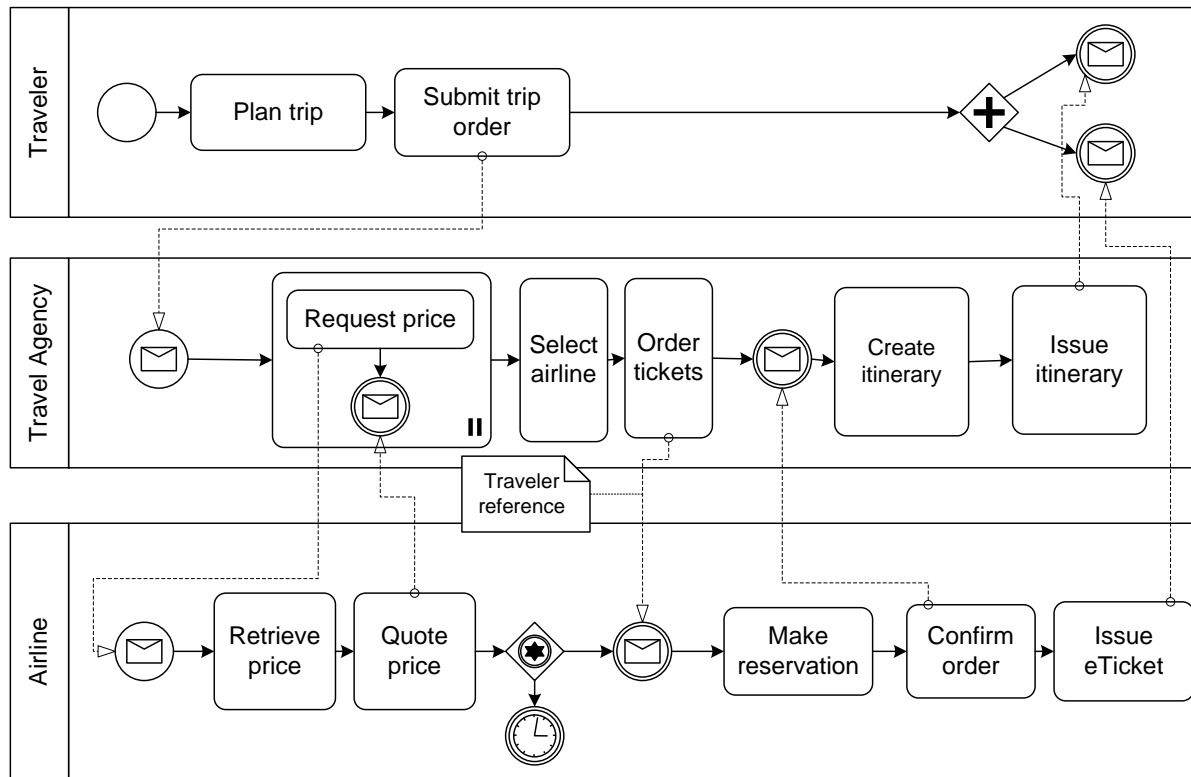 Traveler
Plan trip
Submit trip
order
Travel Agency
Request price
Select
airline
Order
tickets
Create
itinerary
Issue
itinerary
Traveler
reference
Airline
Retrieve
price
Quote
price
Make
reservation
Confirm
order
Issue
eTicket